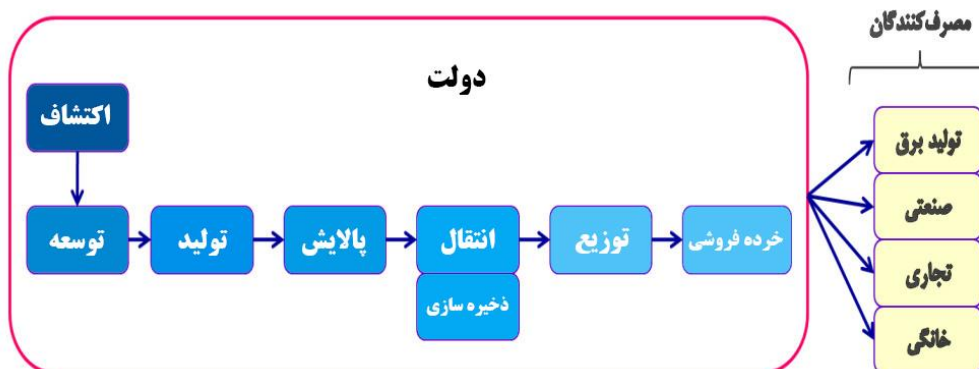 مصرف‌کنندگان
دولت
اکتشاف
توسعه
تولید
پالایش
انتقال
ذخیره سازی
توزیع
خرده فروشی
تولید برق
صنعتی
تجاری
خانگی